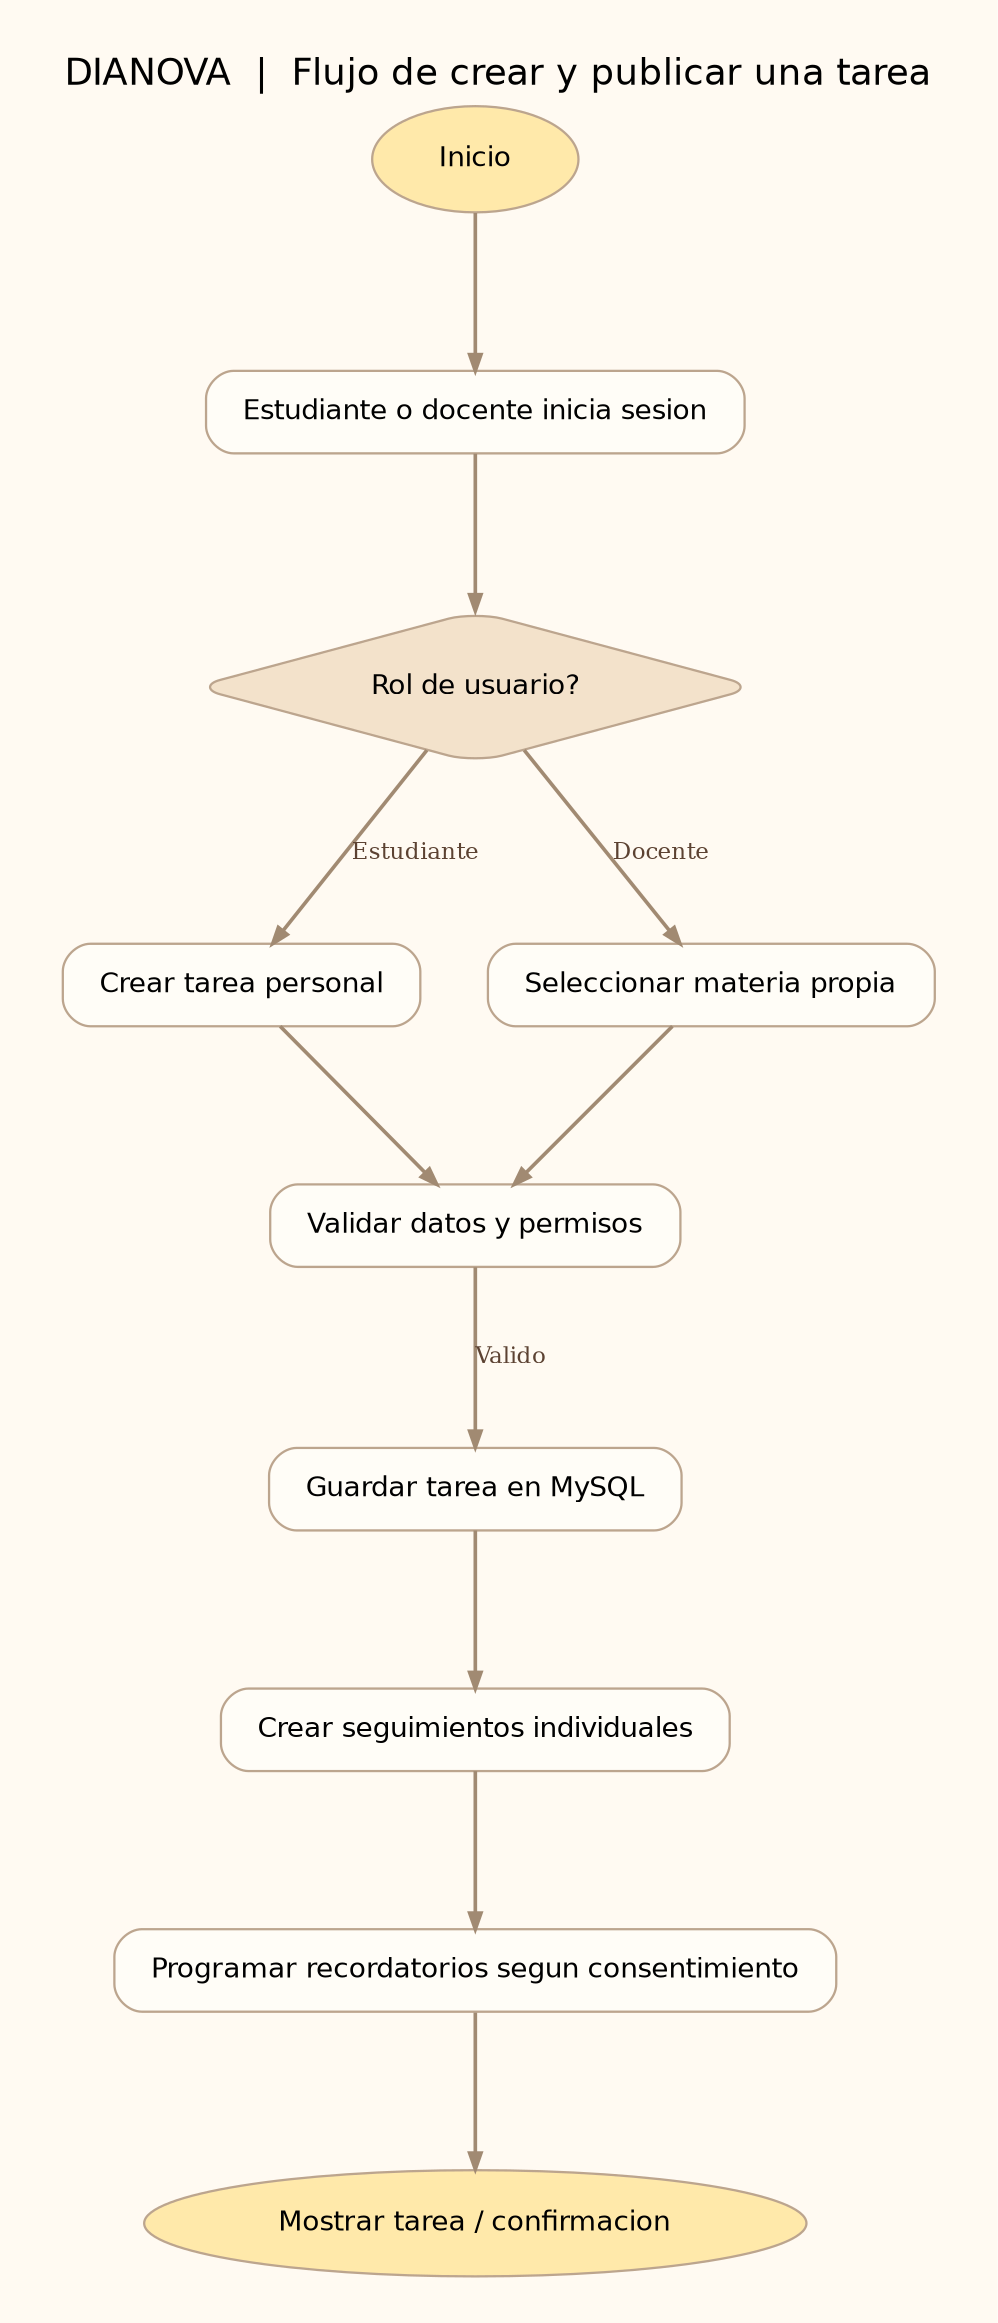 DIANOVA | Flujo de crear y publicar una tarea
Inicio
Estudiante o docente inicia sesion
Rol de usuario?
Estudiante
Docente
Crear tarea personal
Seleccionar materia propia
Validar datos y permisos
Valido
Guardar tarea en MySQL
Crear seguimientos individuales
Programar recordatorios segun consentimiento
Mostrar tarea / confirmacion